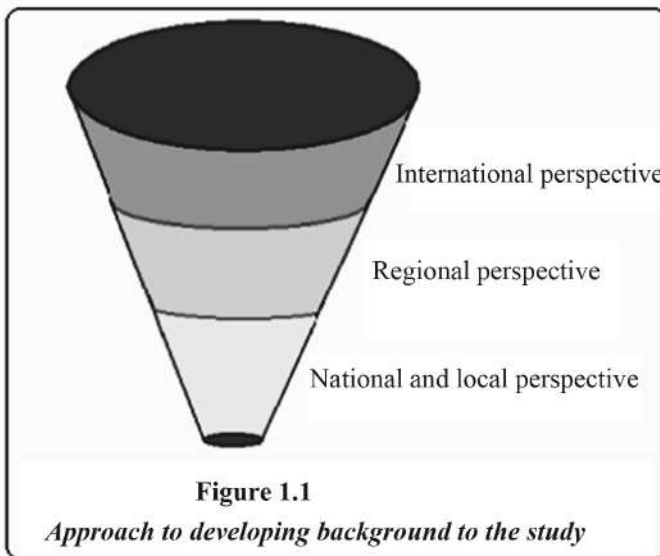 International perspective
Regional perspective
National and local perspective
Figure 1.1
Approach to developing background to the study